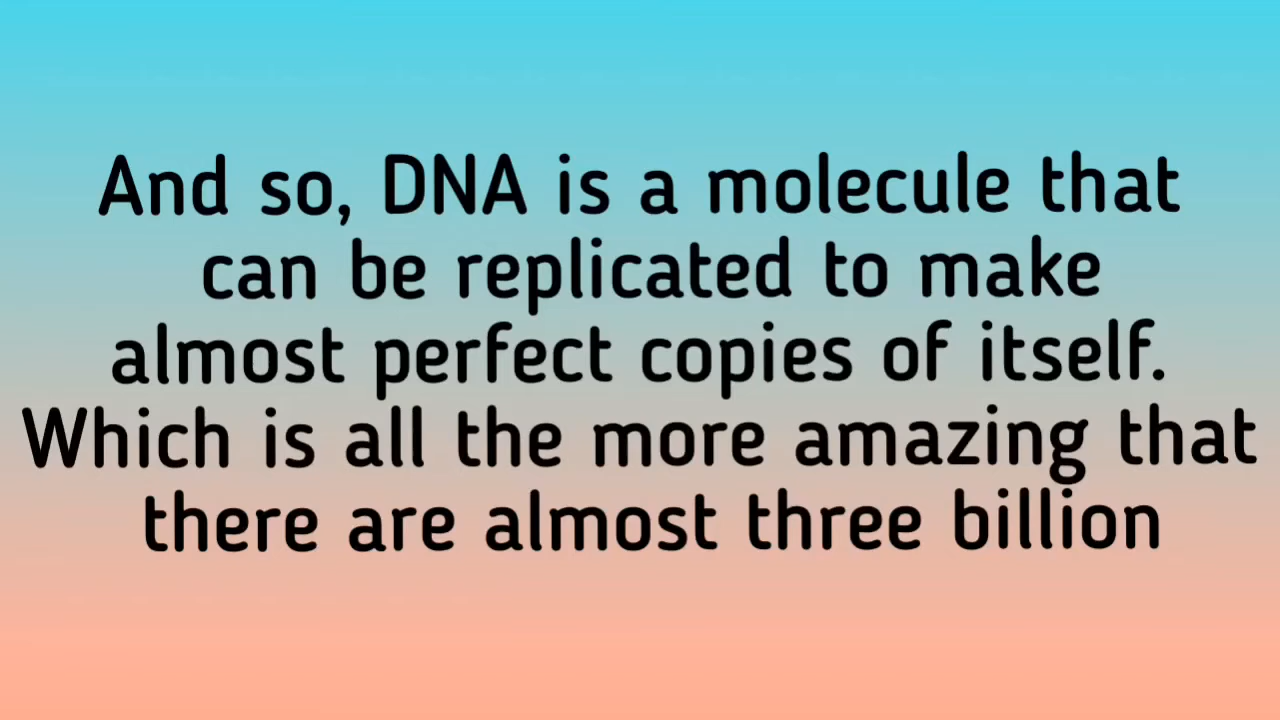 And so, DNA is a molecule that
can be replicated to make
almost perfect copies of itself.
Which is all the more amazing that
there are almost three billion